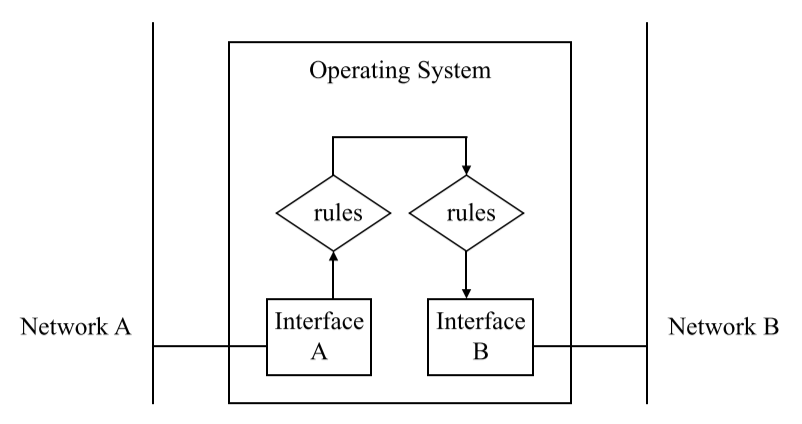 Operating System
rules
rules
Interface
A
Interface
B
Network A
Network B